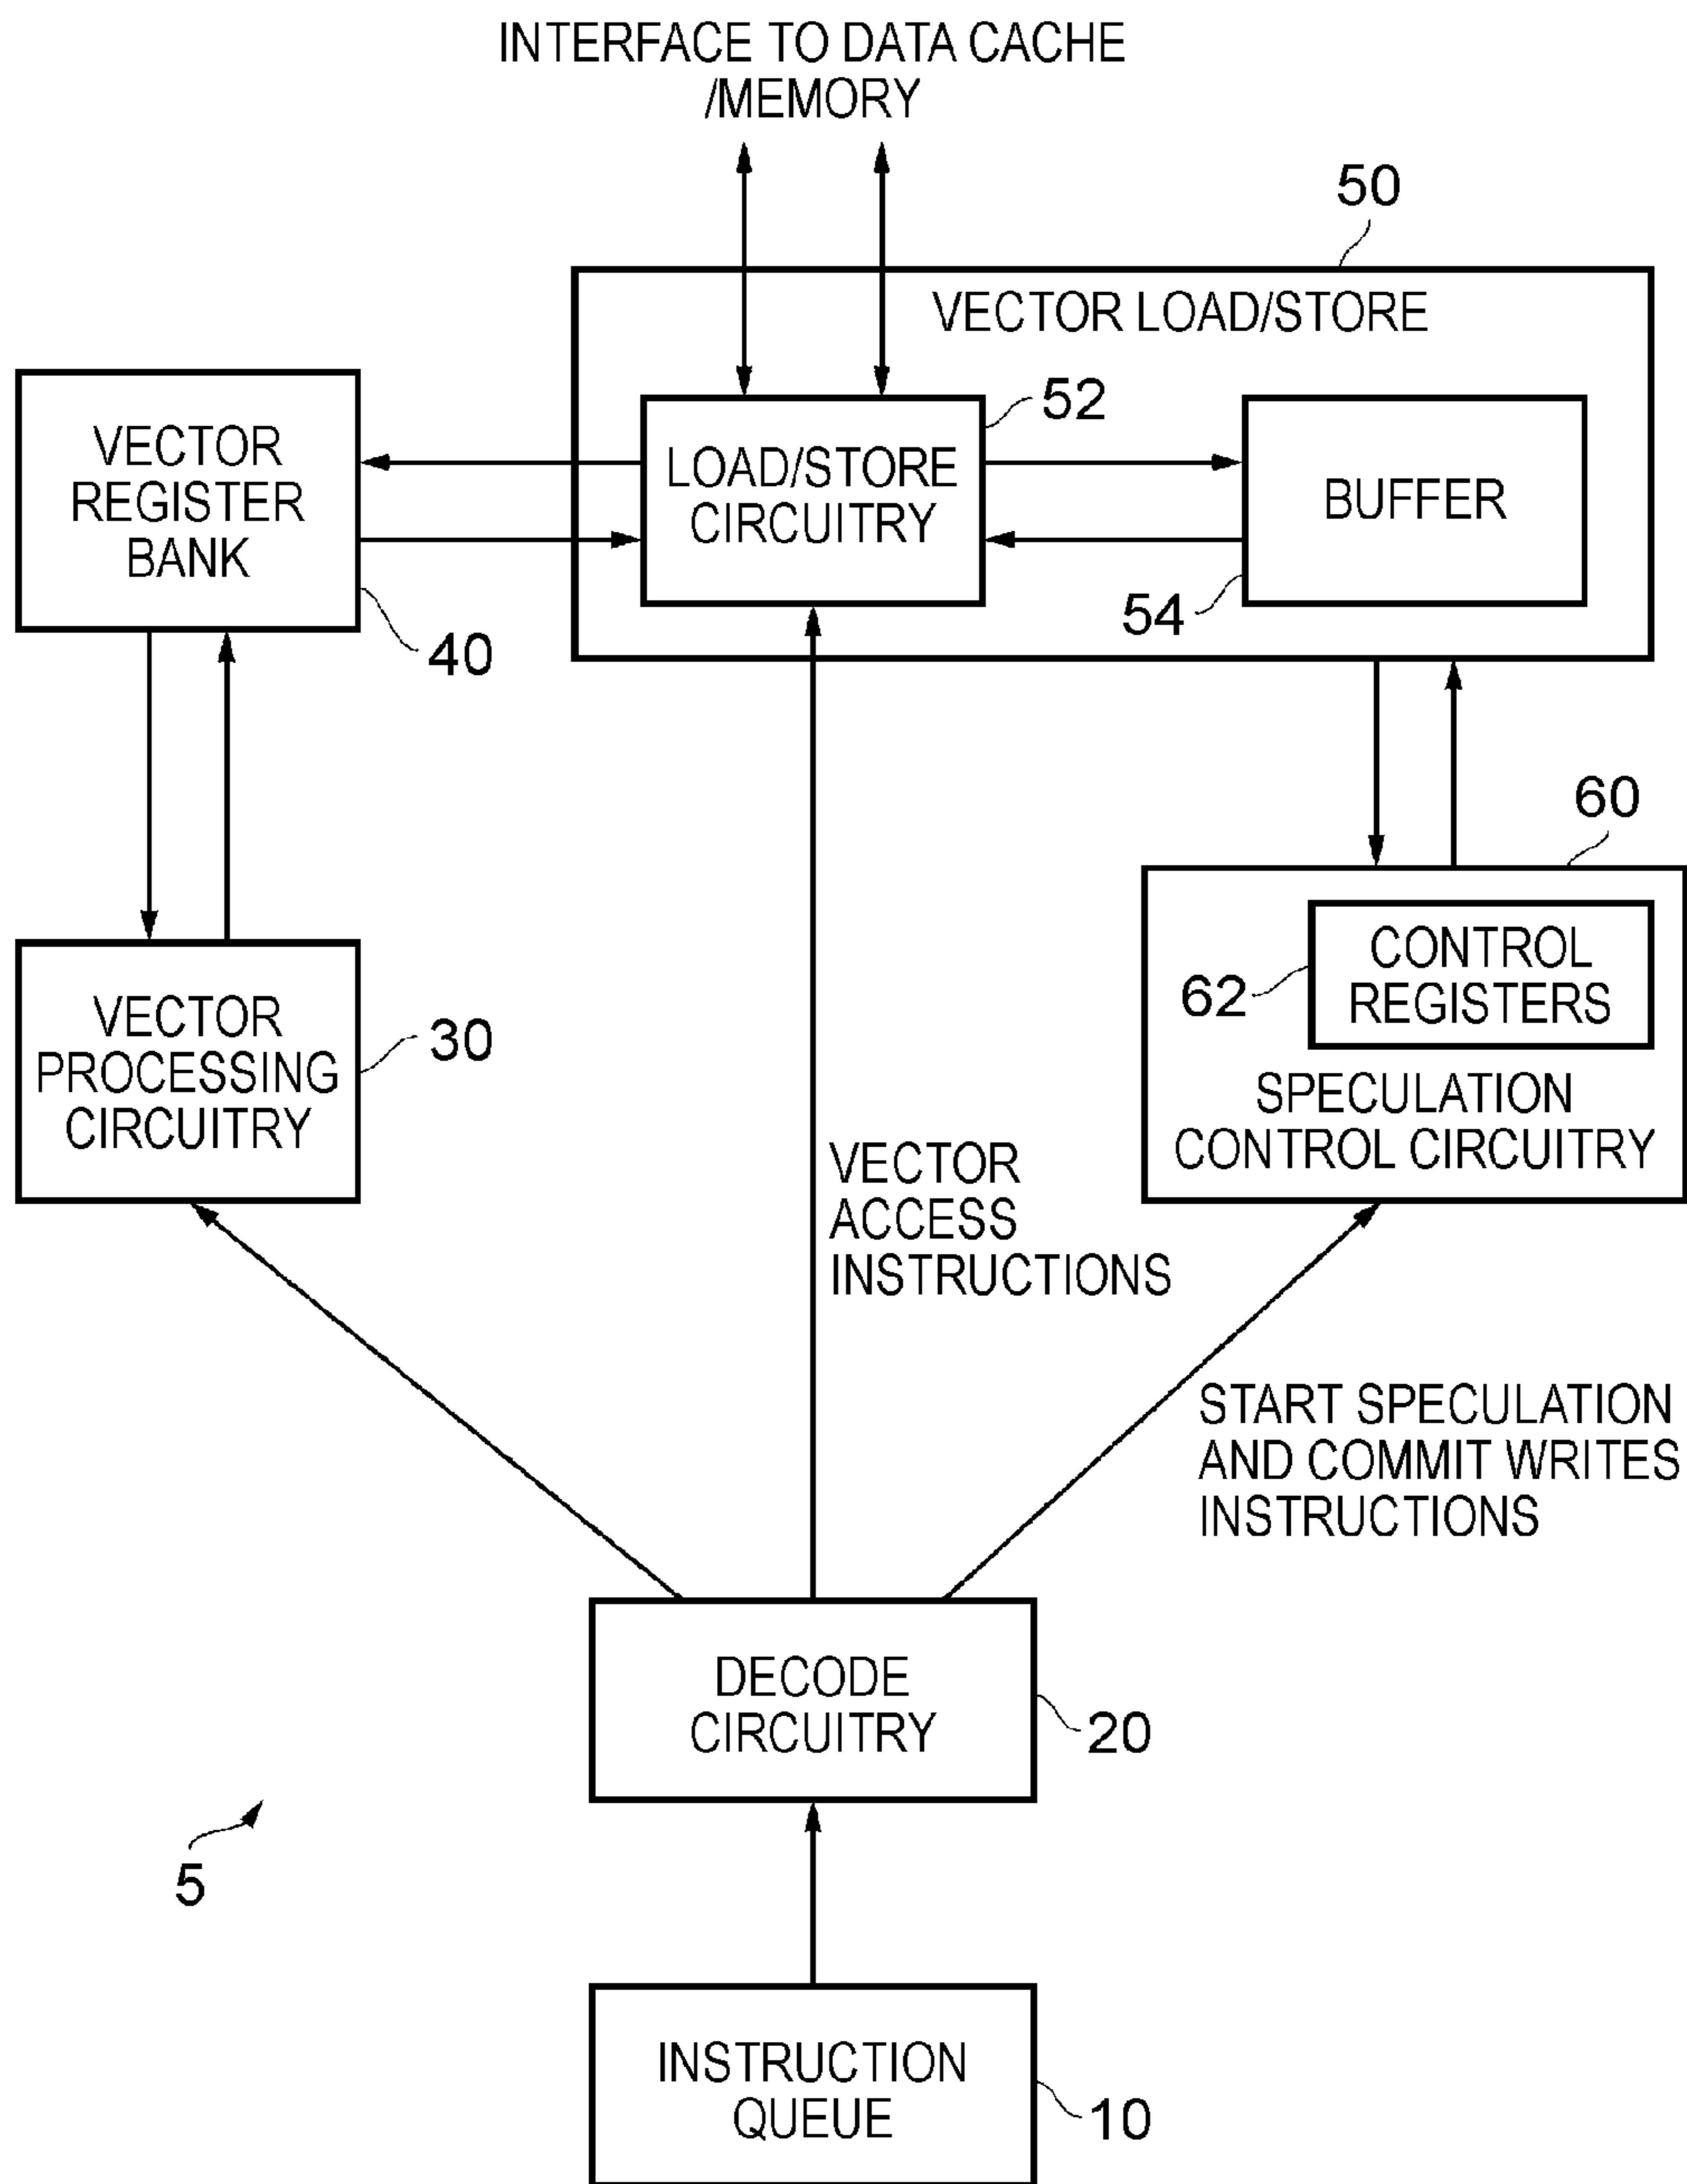 INTERFACE TO DATA CACHE
/MEMORY
50
VECTOR LOAD/STORE
52
VECTOR
REGISTER
BANK
LOAD/STORE
CIRCUITRY
BUFFER
54
40
60
CONTROL
REGISTERS
62
SPECULATION
CONTROL CIRCUITRY
VECTOR
PROCESSING
CIRCUITRY
30
VECTOR
ACCESS
INSTRUCTIONS
START SPECULATION
AND COMMIT WRITES
INSTRUCTIONS
DECODE
CIRCUITRY
20
5
INSTRUCTION
QUEUE
10